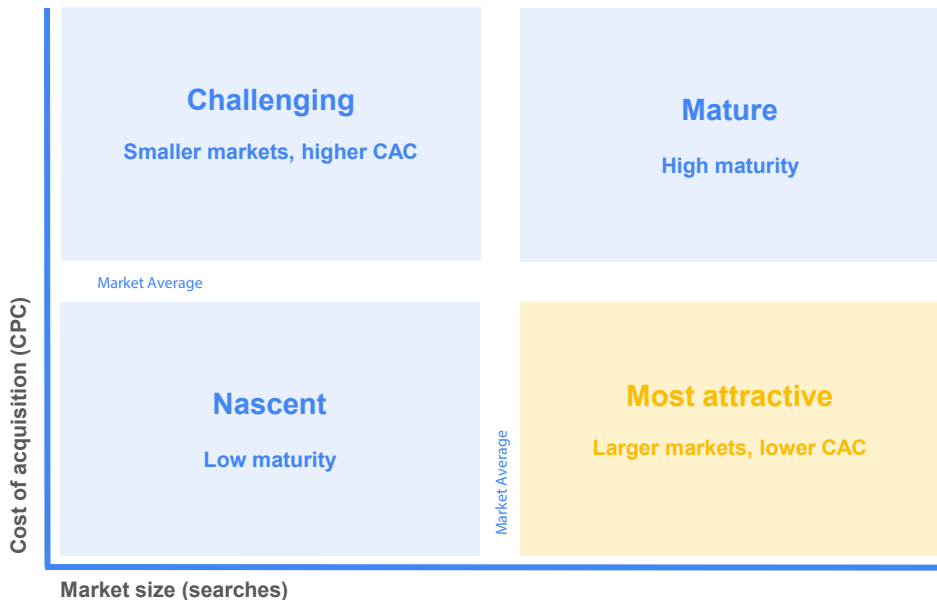 Challenging
Smaller markets, higher CAC
Mature
High maturity
Market Average
Cost of acquisition (CPC)
Nascent
Low maturity
Market Average
Most attractive
Larger markets, lower CAC
Market size (searches)